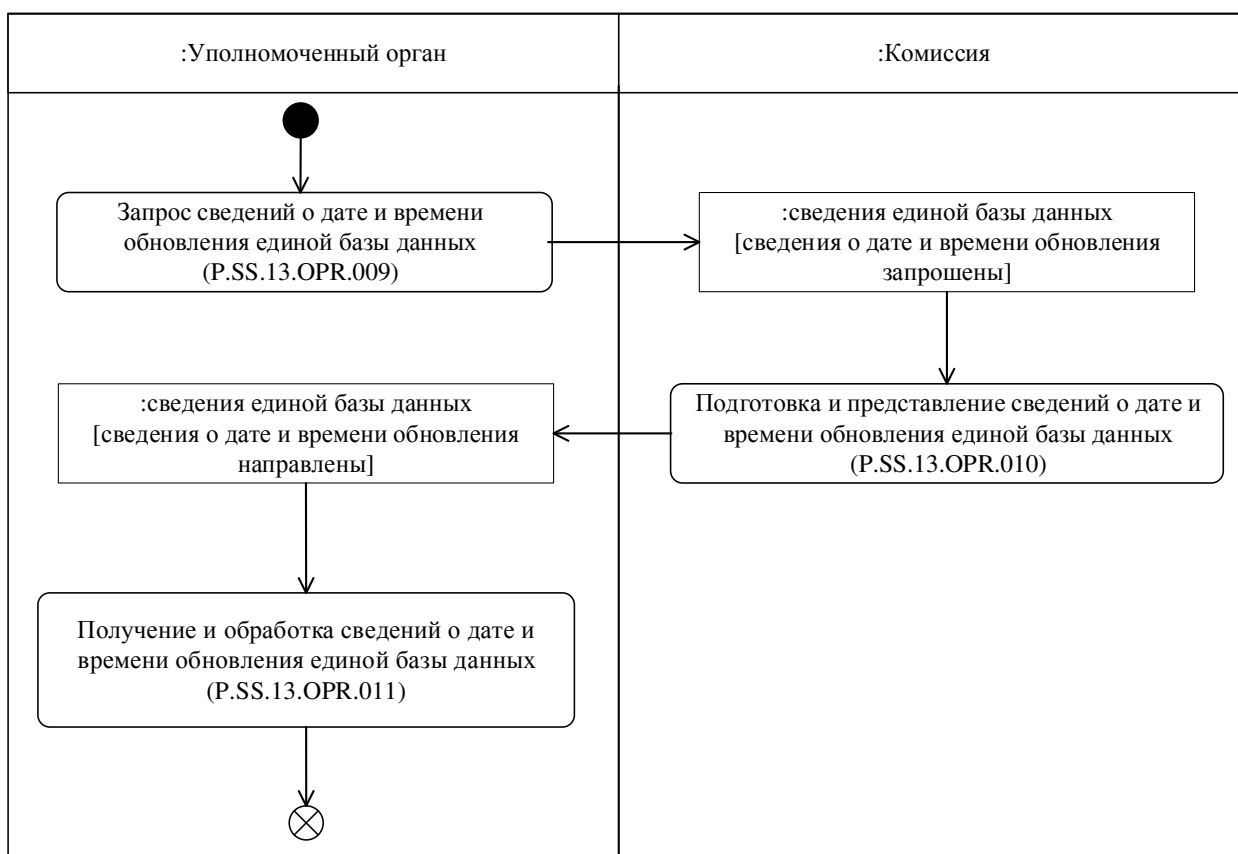 :Уполномоченный орган
:Комиссия
Запрос сведений о дате и времени
обновления единой базы данных
(P.SS.13.OPR.009)
:сведения единой базы данных
[сведения о дате и времени обновления
запрошены]
:сведения единой базы данных
[сведения о дате и времени обновления
направлены]
Подготовка и представление сведений о дате и
времени обновления единой базы данных
(P.SS.13.OPR.010)
Получение и обработка сведений о дате и
времени обновления единой базы данных
(P.SS.13.OPR.011)